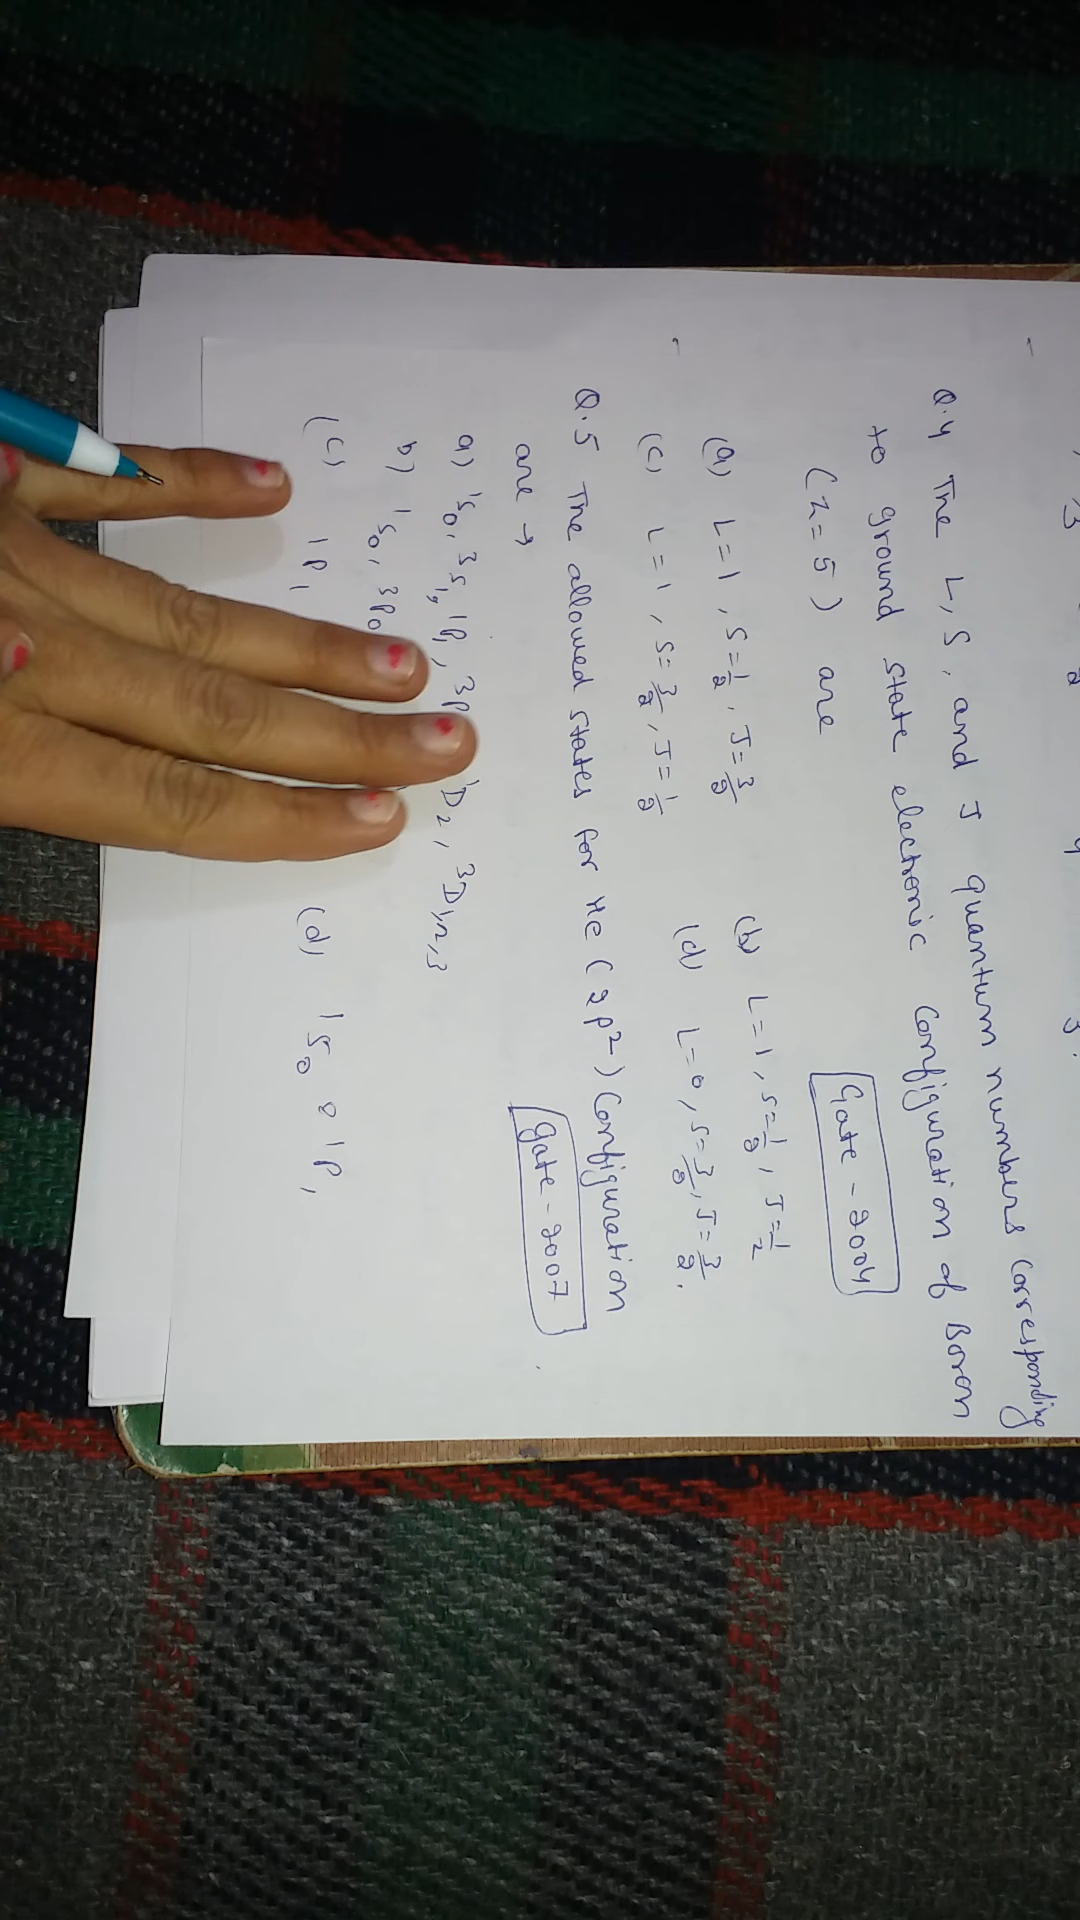 Q.4 The L, S, and J quantum numbers corresponding
to ground state electronic configuration of Boron
(Z = 5) are
Gate - 2004
(a) L = 1, S = 1/2, J = 3/2 (b) L = 1, S = 1/2, J = 1/2
(c) L = 1, S = 3/2, J = 1/2 (d) L = 0, S = 3/2, J = 3/2.
Q.5 The allowed states for He (2p²) configuration
are →
Gate - 2007
a) ¹S₀, ³S₁, ¹P₁, ³P ¹D₂, ³D₁,₂,₃
b) ¹S₀, ³P₀
(c) 1P₁ (d) 1S₀ 1P₁